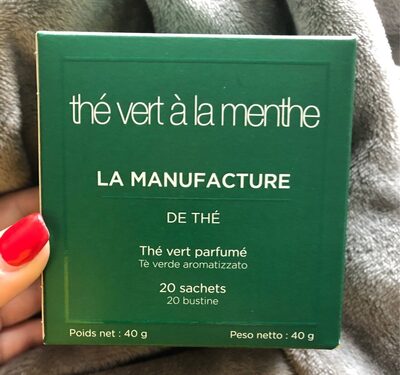 thé vert à la menthe
LA MANUFACTURE
DE THÉ
Thé vert parfumé
Tè verde aromatizzato
20 sachets
20 bustine
Poids net : 40 g Peso netto : 40 g